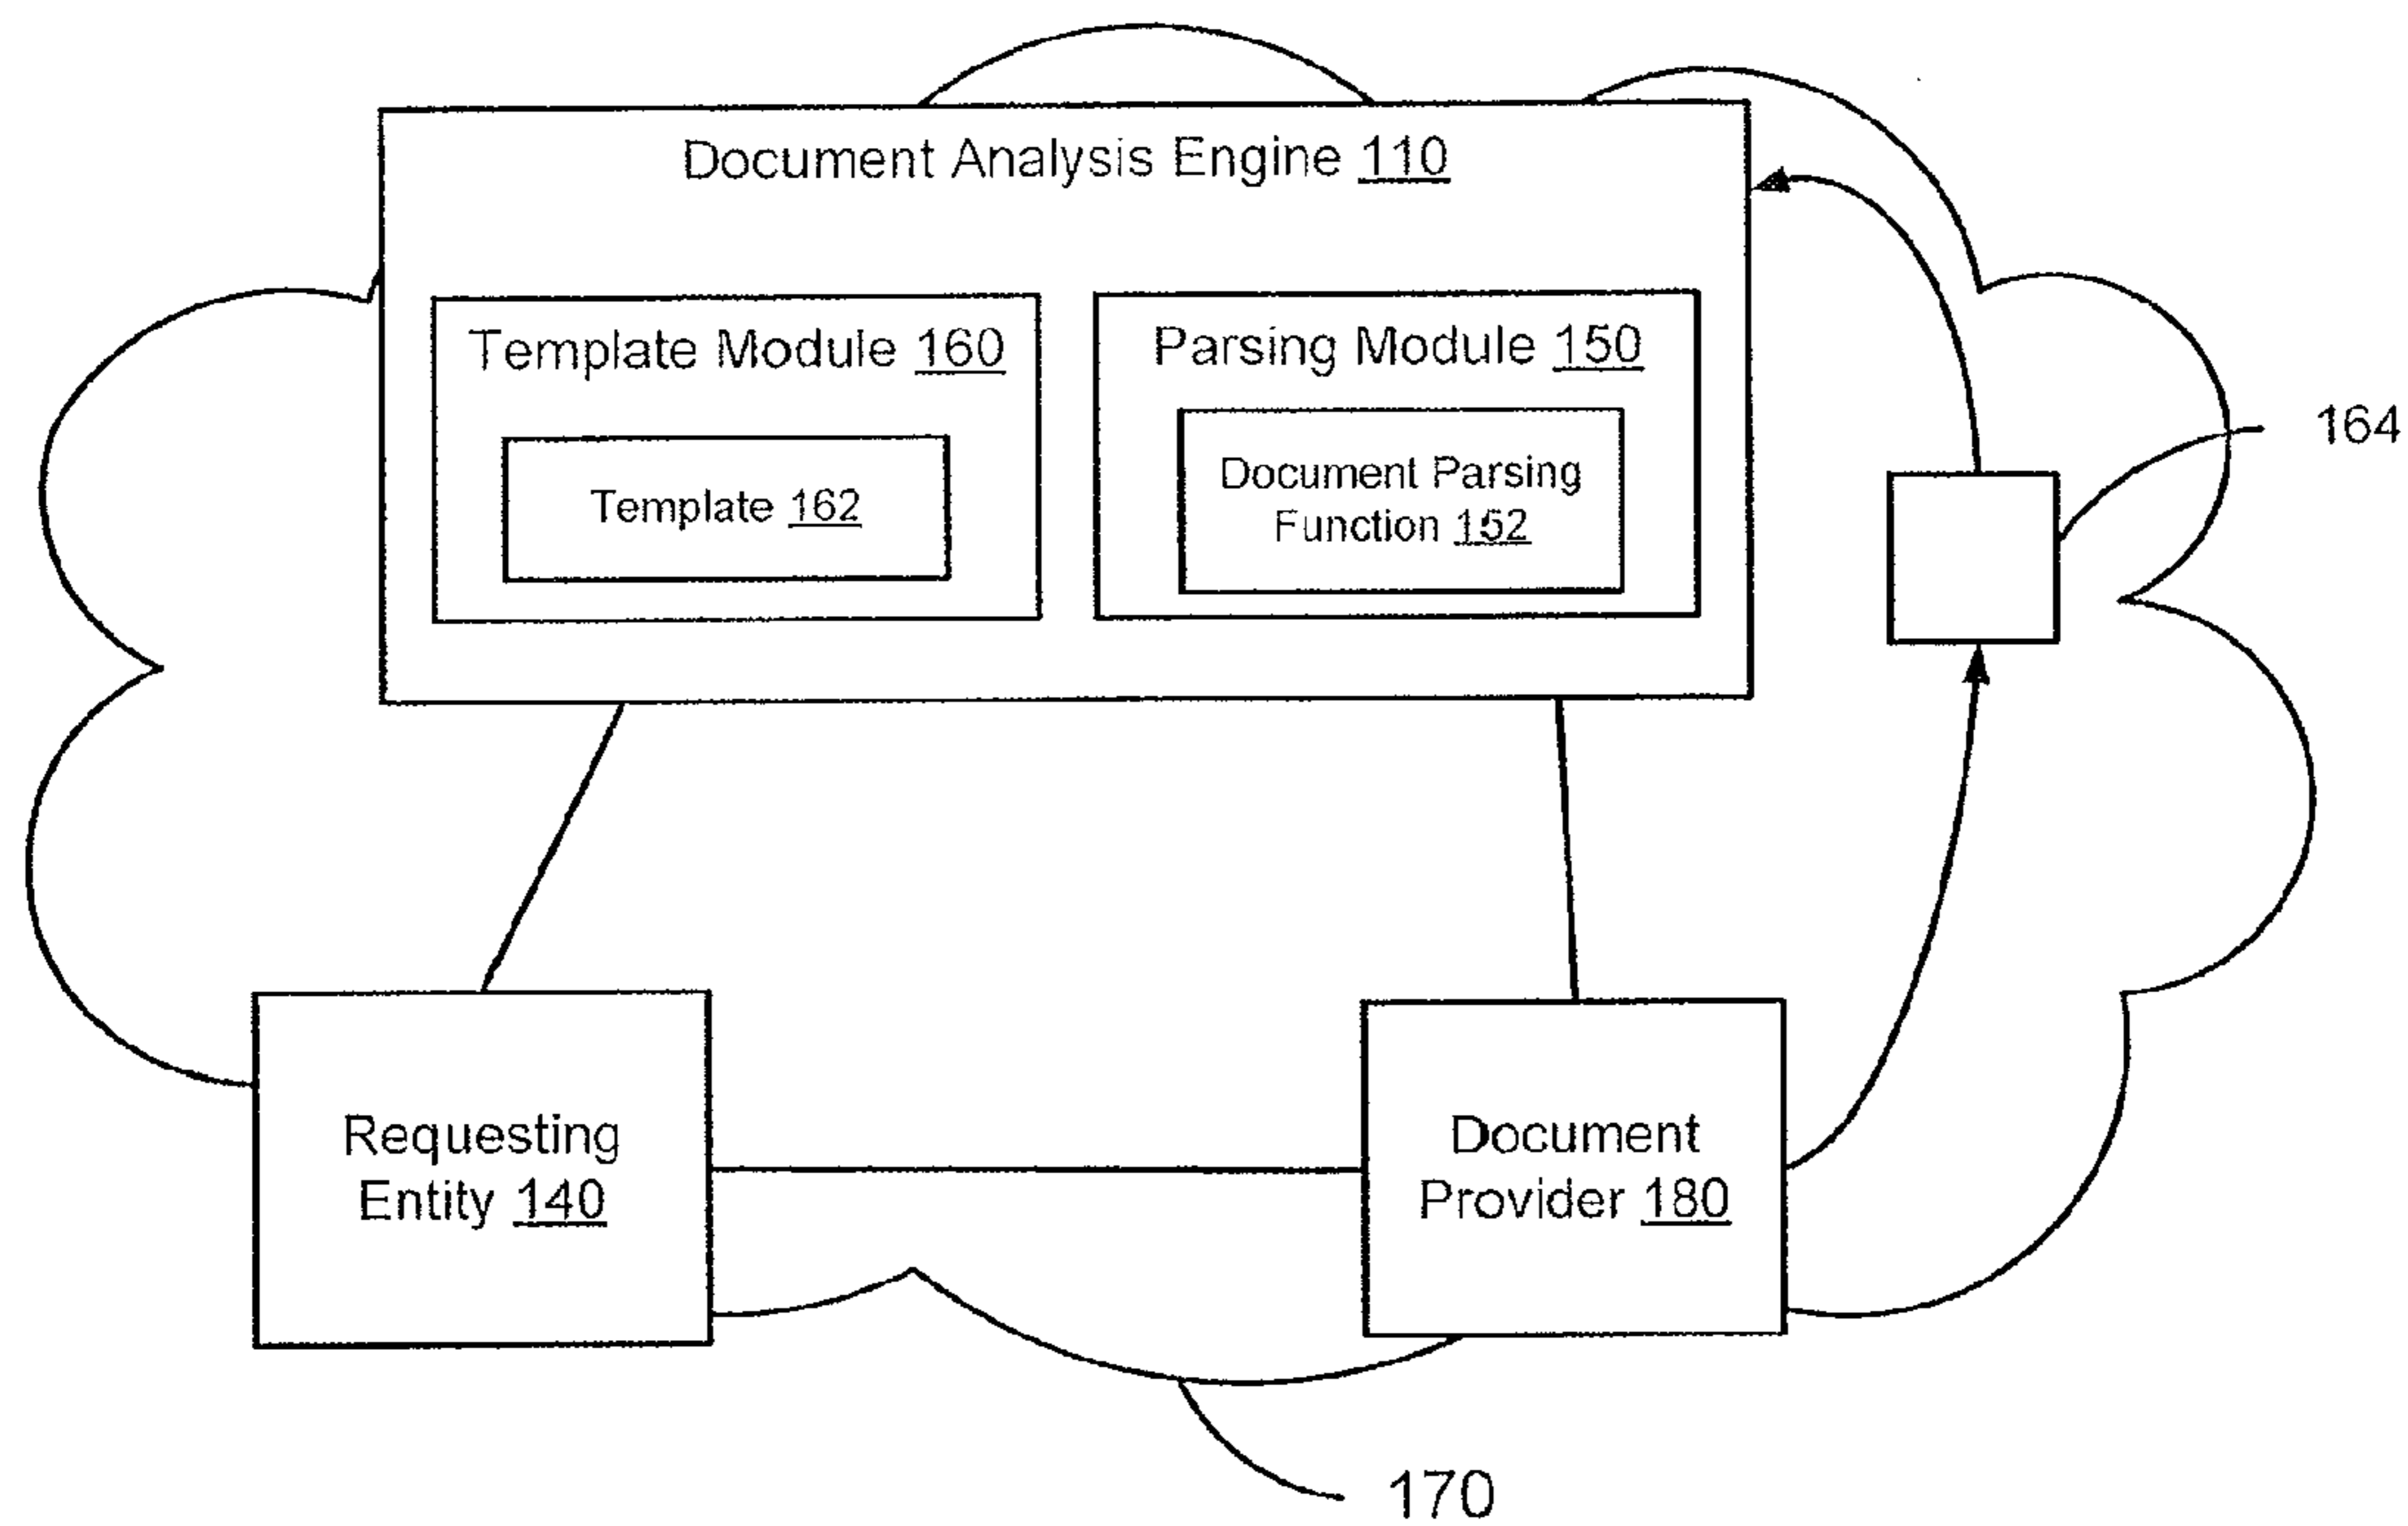 Document Analysis Engine 110
Template Module 160
Parsing Module 150
Template 162
Document Parsing
Function 152
164
Requesting
Entity 140
Document
Provider 180
170